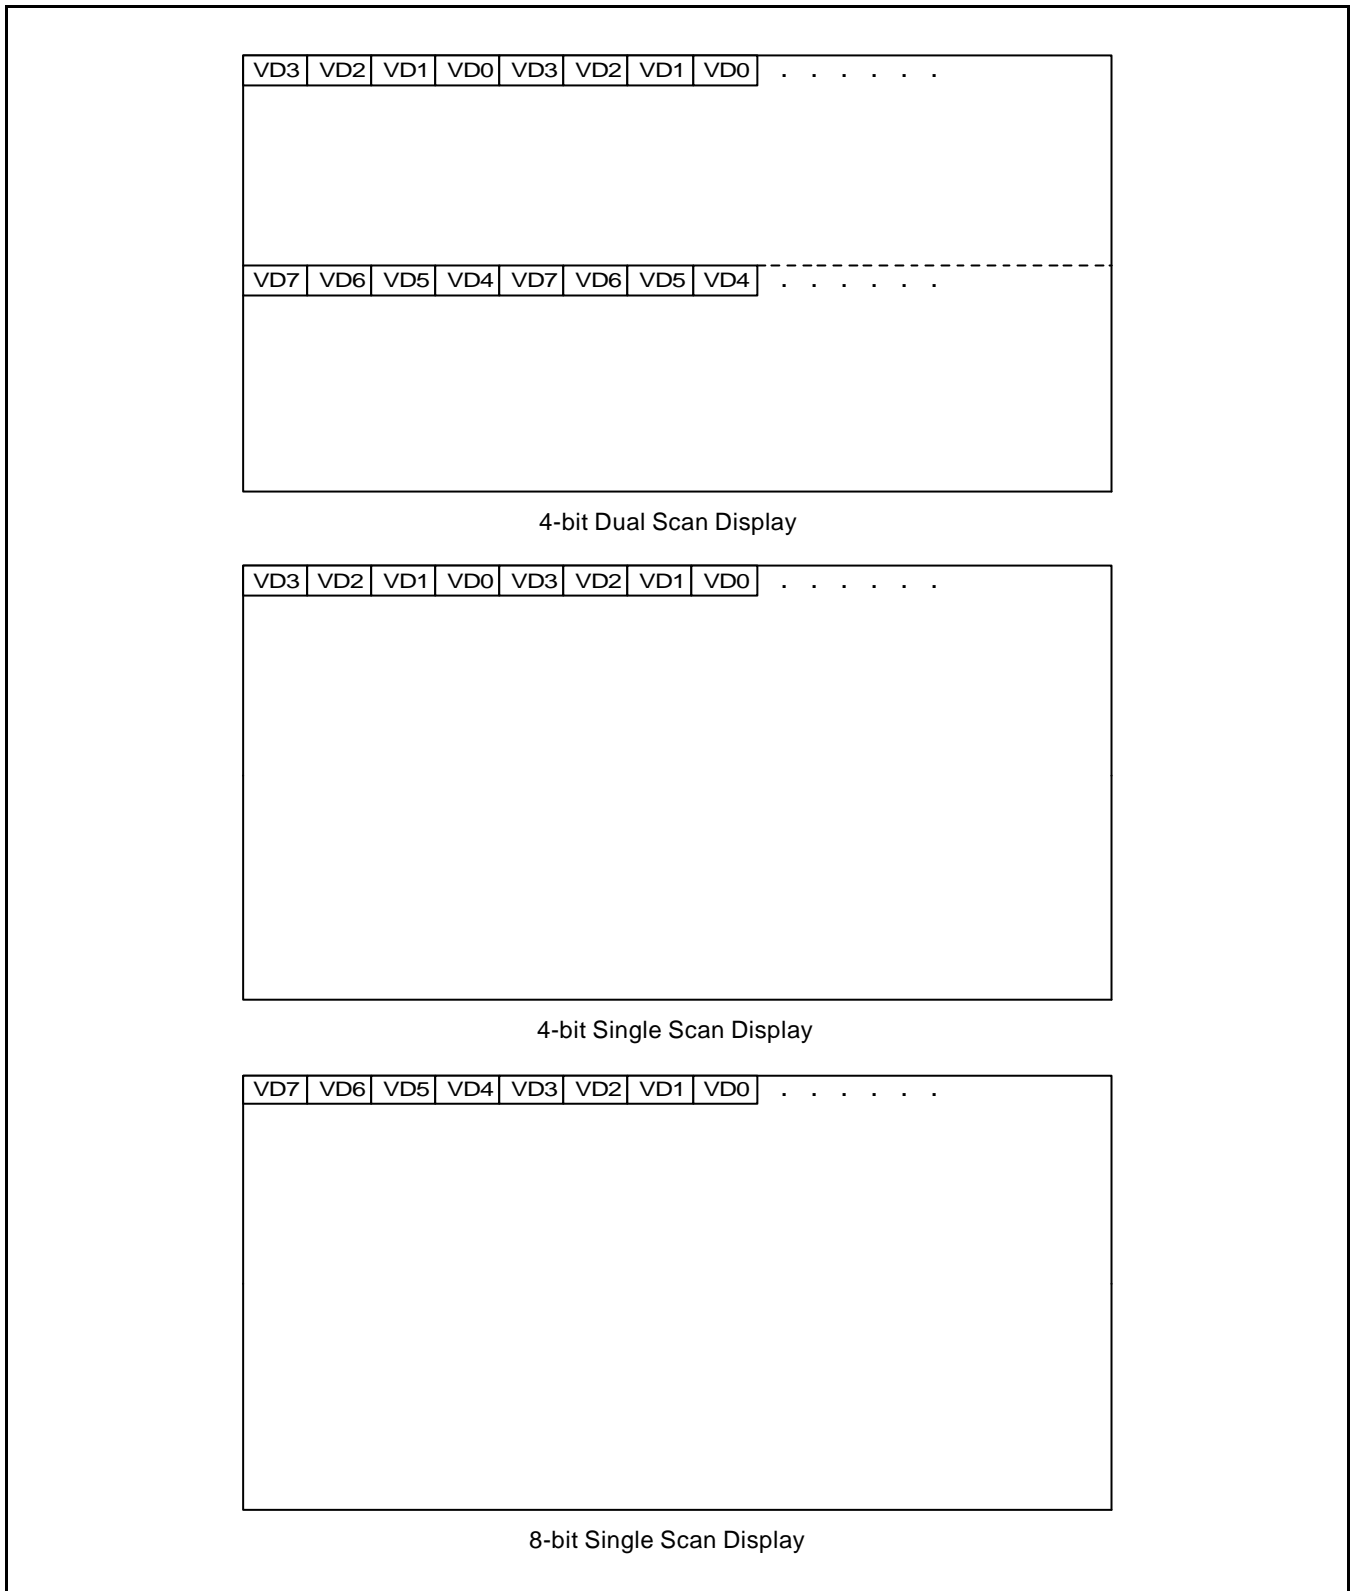 VD3 VD2 VD1 VD0 VD3 VD2 VD1 VD0 . . . . . .
VD7 VD6 VD5 VD4 VD7 VD6 VD5 VD4 . . . . . .
4-bit Dual Scan Display
VD3 VD2 VD1 VD0 VD3 VD2 VD1 VD0 . . . . . .
4-bit Single Scan Display
VD7 VD6 VD5 VD4 VD3 VD2 VD1 VD0 . . . . . .
8-bit Single Scan Display